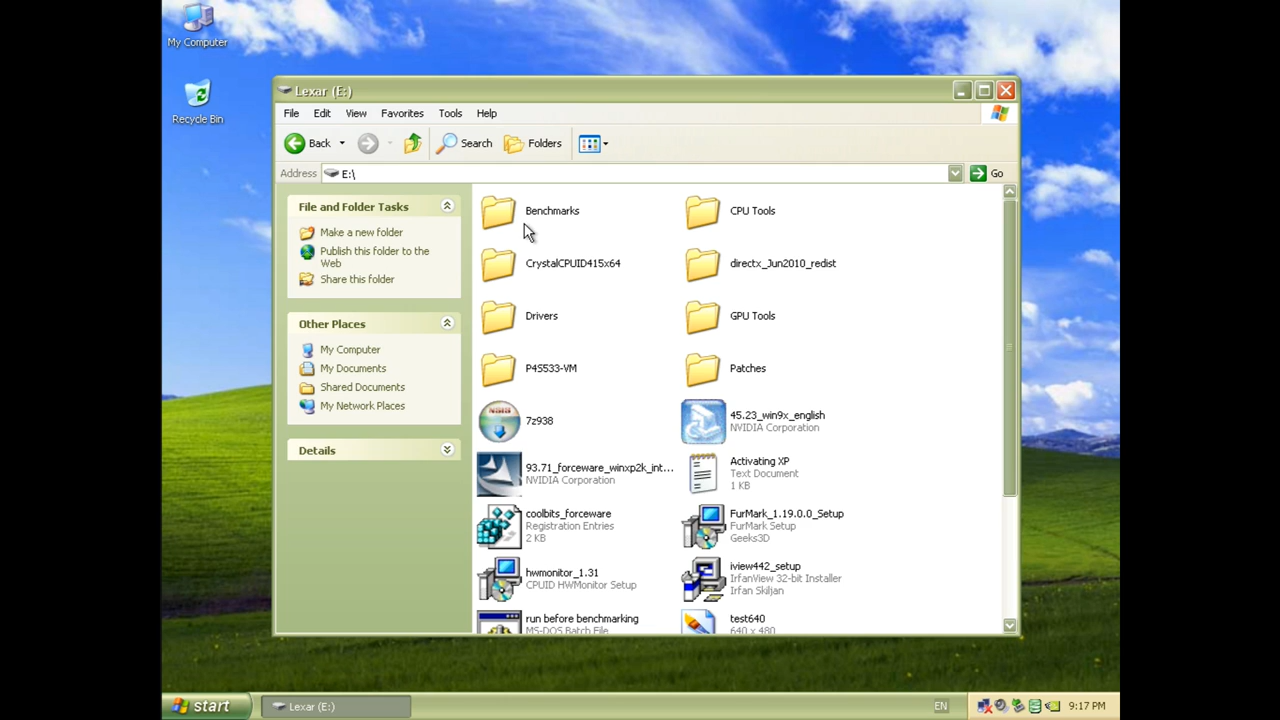 My Computer
Recycle Bin
Lexar (E:)
File Edit View Favorites Tools Help
Back Search Folders
Address E:\ Go
File and Folder Tasks
Make a new folder
Publish this folder to the
Web
Share this folder
Other Places
My Computer
My Documents
Shared Documents
My Network Places
Details
Benchmarks
CPU Tools
CrystalCPUID415x64
directx_Jun2010_redist
Drivers
GPU Tools
P4S533-VM
Patches
7z938
45.23_win9x_english
NVIDIA Corporation
93.71_forceware_winxp2k_int...
NVIDIA Corporation
Activating XP
Text Document
1 KB
coolbits_forceware
Registration Entries
2 KB
FurMark_1.19.0.0_Setup
FurMark Setup
Geeks3D
hwmonitor_1.31
CPUID HWMonitor Setup
iview442_setup
IrfanView 32-bit Installer
Irfan Skiljan
run before benchmarking
MS-DOS Batch File
test640
640 x 480
start
Lexar (E:)
EN
9:17 PM